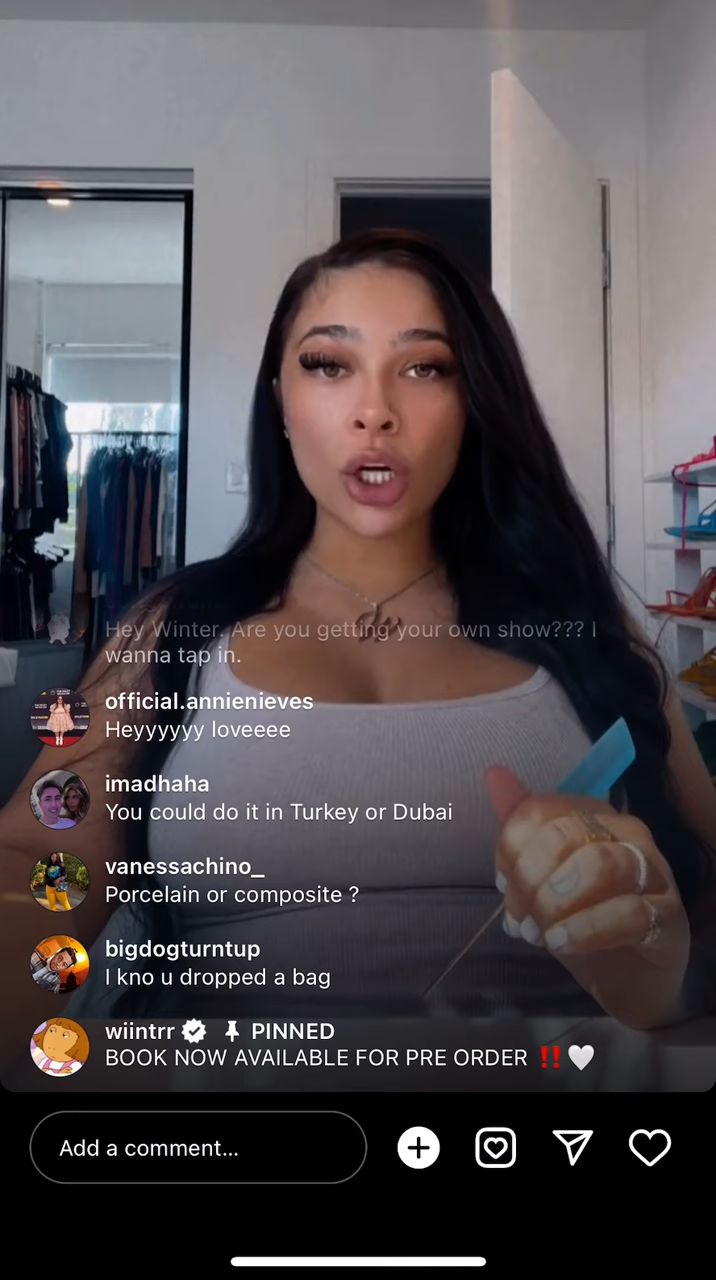 Hey Winter. Are you getting your own show??? I
wanna tap in.
official.annienieves
Heyyyyyy loveeee
imadhaha
You could do it in Turkey or Dubai
vanessachino_
Porcelain or composite ?
bigdogturntup
I kno u dropped a bag
wiintrr PINNED
BOOK NOW AVAILABLE FOR PRE ORDER ‼️🤍
Add a comment...